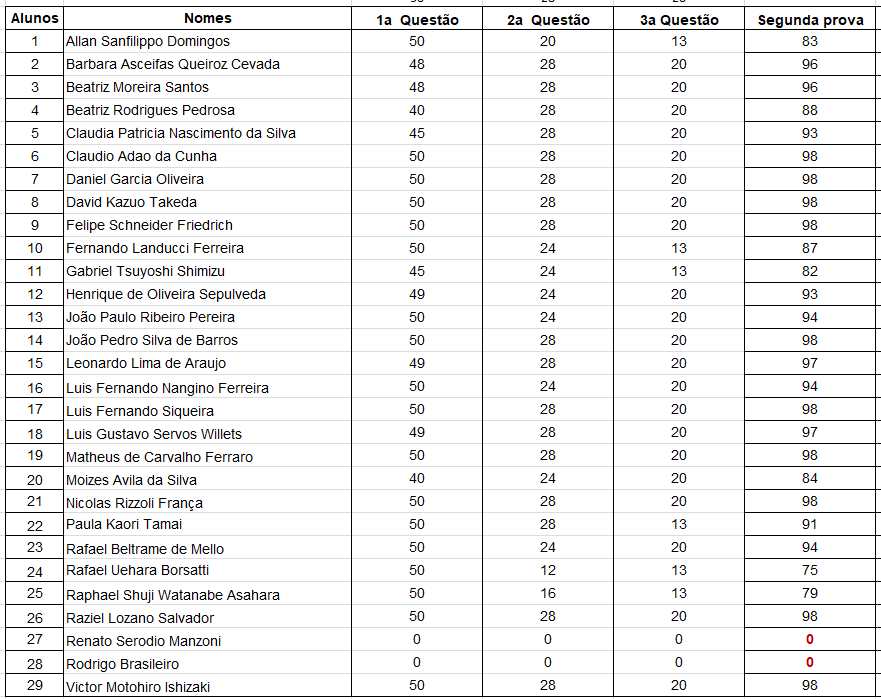 Alunos Nomes 1a Questão 2a Questão 3a Questão Segunda prova
1 Allan Sanfilippo Domingos 50 20 13 83
2 Barbara Asceifas Queiroz Cevada 48 28 20 96
3 Beatriz Moreira Santos 48 28 20 96
4 Beatriz Rodrigues Pedrosa 40 28 20 88
5 Claudia Patricia Nascimento da Silva 45 28 20 93
6 Claudio Adao da Cunha 50 28 20 98
7 Daniel Garcia Oliveira 50 28 20 98
8 David Kazuo Takeda 50 28 20 98
9 Felipe Schneider Friedrich 50 28 20 98
10 Fernando Landucci Ferreira 50 24 13 87
11 Gabriel Tsuyoshi Shimizu 45 24 13 82
12 Henrique de Oliveira Sepulveda 49 24 20 93
13 João Paulo Ribeiro Pereira 50 24 20 94
14 João Pedro Silva de Barros 50 28 20 98
15 Leonardo Lima de Araujo 49 28 20 97
16 Luis Fernando Nangino Ferreira 50 24 20 94
17 Luis Fernando Siqueira 50 28 20 98
18 Luis Gustavo Servos Willets 49 28 20 97
19 Matheus de Carvalho Ferraro 50 28 20 98
20 Moizes Avila da Silva 40 24 20 84
21 Nicolas Rizzoli França 50 28 20 98
22 Paula Kaori Tamai 50 28 13 91
23 Rafael Beltrame de Mello 50 24 20 94
24 Rafael Uehara Borsatti 50 12 13 75
25 Raphael Shuji Watanabe Asahara 50 16 13 79
26 Raziel Lozano Salvador 50 28 20 98
27 Renato Serodio Manzoni 0 0 0 0
28 Rodrigo Brasileiro 0 0 0 0
29 Victor Motohiro Ishizaki 50 28 20 98